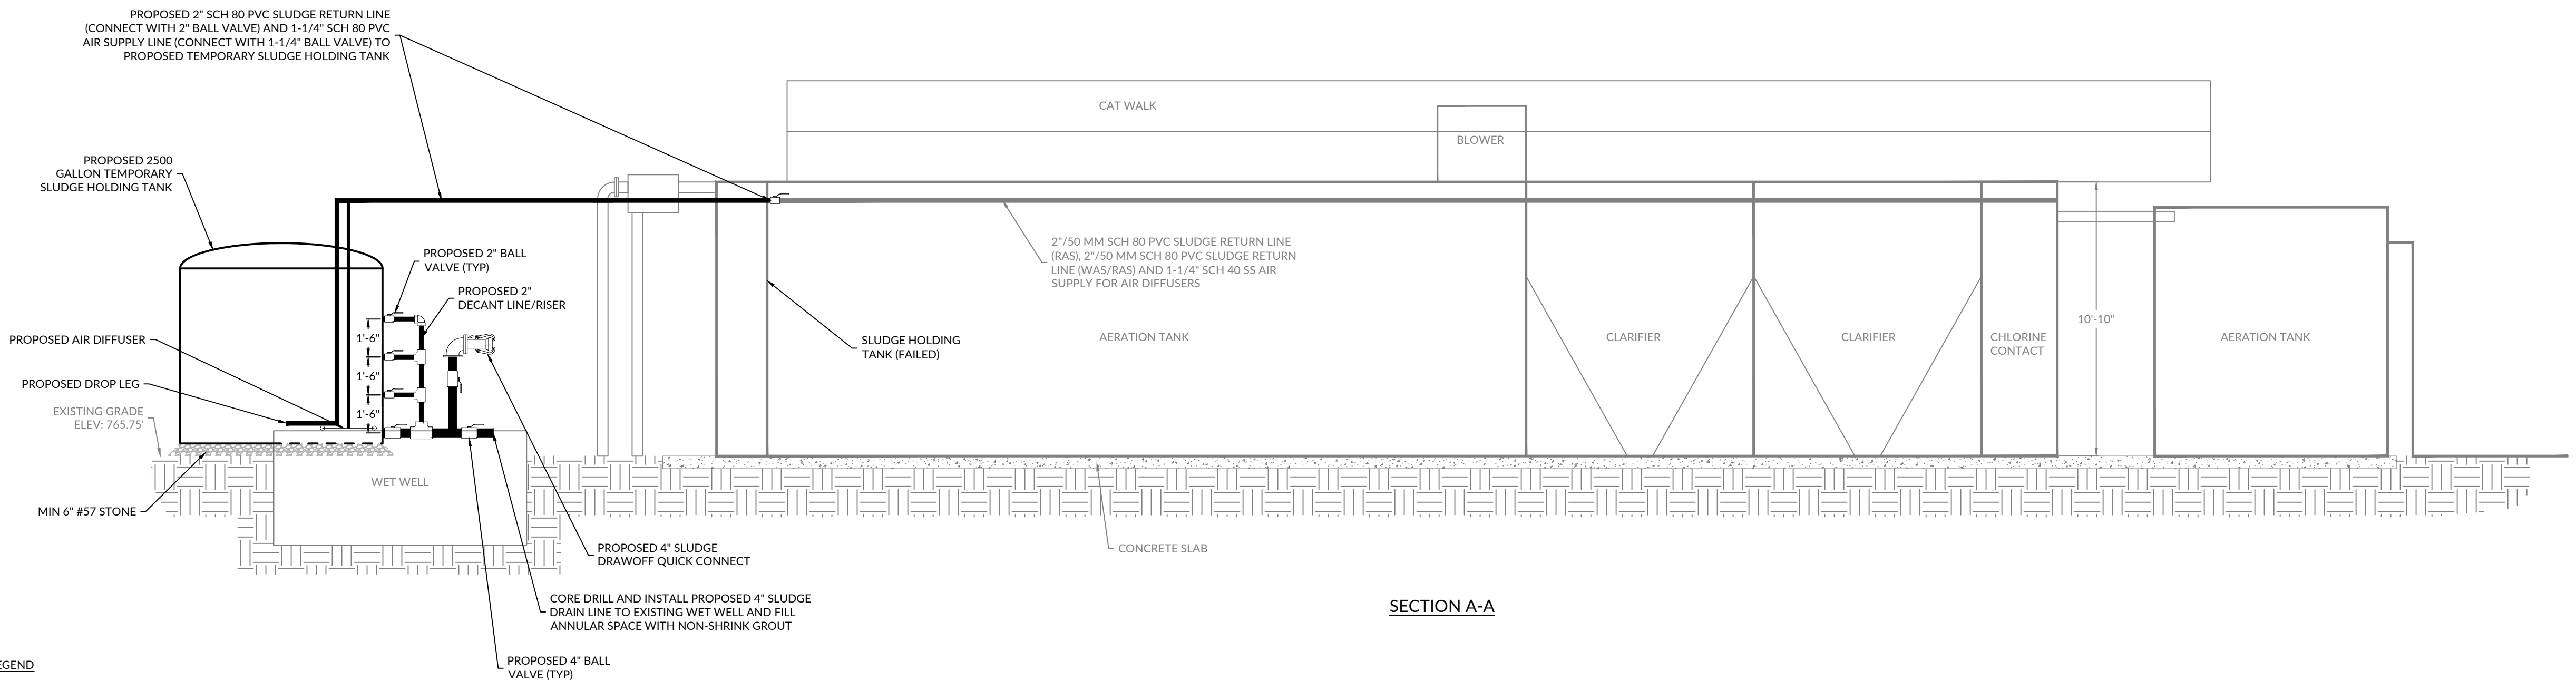 PROPOSED 2" SCH 80 PVC SLUDGE RETURN LINE
(CONNECT WITH 2" BALL VALVE) AND 1-1/4" SCH 80 PVC
AIR SUPPLY LINE (CONNECT WITH 1-1/4" BALL VALVE) TO
PROPOSED TEMPORARY SLUDGE HOLDING TANK
CAT WALK
BLOWER
PROPOSED 2500
GALLON TEMPORARY
SLUDGE HOLDING TANK
PROPOSED 2" BALL
VALVE (TYP)
PROPOSED 2"
DECANT LINE/RISER
2"/50 MM SCH 80 PVC SLUDGE RETURN LINE
(RAS), 2"/50 MM SCH 80 PVC SLUDGE RETURN
LINE (WAS/RAS) AND 1-1/4" SCH 40 SS AIR
SUPPLY FOR AIR DIFFUSERS
PROPOSED AIR DIFFUSER
PROPOSED DROP LEG
EXISTING GRADE
ELEV: 765.75'
1'-6"
1'-6"
1'-6"
SLUDGE HOLDING
TANK (FAILED)
AERATION TANK
CLARIFIER
CLARIFIER
CHLORINE
CONTACT
10'-10"
AERATION TANK
WET WELL
MIN 6" #57 STONE
PROPOSED 4" SLUDGE
DRAWOFF QUICK CONNECT
CONCRETE SLAB
CORE DRILL AND INSTALL PROPOSED 4" SLUDGE
DRAIN LINE TO EXISTING WET WELL AND FILL
ANNULAR SPACE WITH NON-SHRINK GROUT
PROPOSED 4" BALL
VALVE (TYP)
SECTION A-A
EGEND